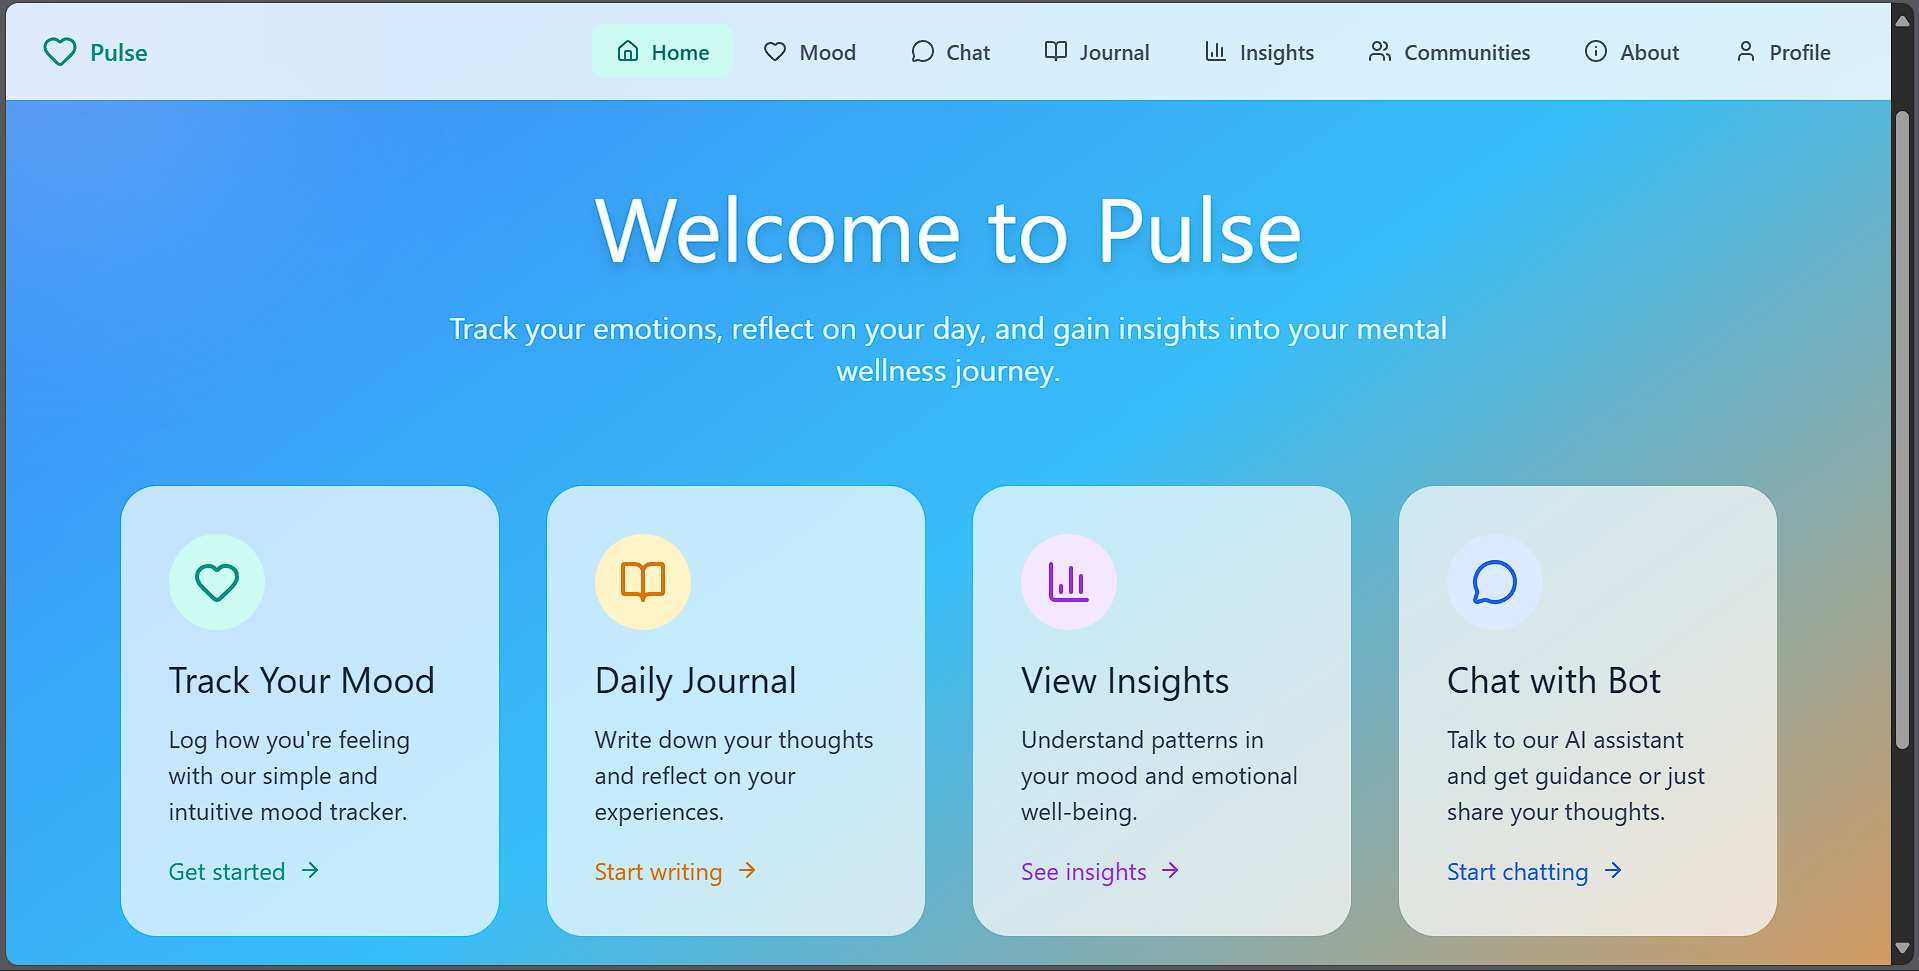 Pulse
Home
Mood
Chat
Journal
Insights
Communities
About
Profile
Welcome to Pulse
Track your emotions, reflect on your day, and gain insights into your mental
wellness journey.
Track Your Mood
Log how you're feeling
with our simple and
intuitive mood tracker.
Get started
Daily Journal
Write down your thoughts
and reflect on your
experiences.
Start writing
View Insights
Understand patterns in
your mood and emotional
well-being.
See insights
Chat with Bot
Talk to our AI assistant
and get guidance or just
share your thoughts.
Start chatting